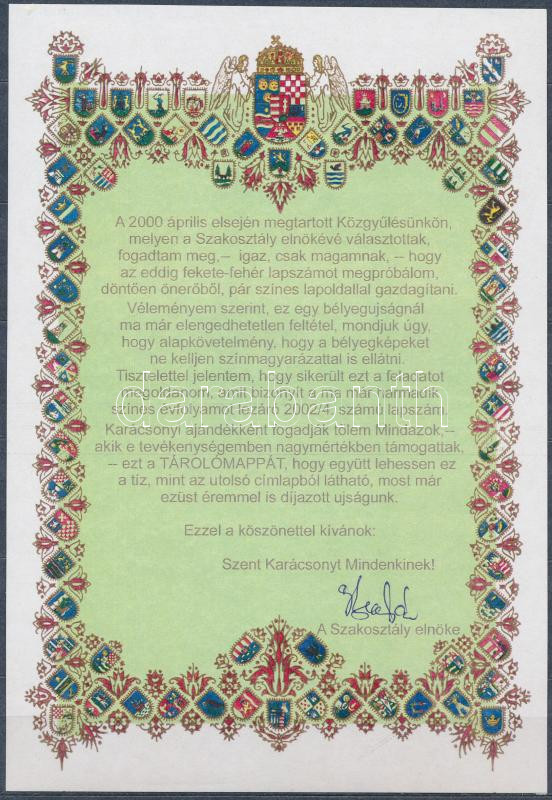 A 2000 április elsején megtartott Közgyűlésünkön,
melyen a Szakosztály elnökévé választottak,
fogadtam meg,-- igaz, csak magamnak, -- hogy
az eddig fekete-fehér lapszámot megpróbálom,
döntően önerőből, pár színes lapoldallal gazdagítani.
Véleményem szerint, ez egy bélyegujságnál
ma már elengedhetetlen feltétel, mondjuk úgy,
hogy alapkövetelmény, hogy a bélyegképeket
ne kelljen színmagyarázattal is ellátni.
Tisztelettel jelentem, hogy sikerült ezt a feladatot
megoldanom, amit bizonyít a ma már harmadik
színes évfolyamot lezáró 2002/4 számú lapszám.
Karácsonyi ajandékként fogadják tőlem Mindazok,--
akik e tevékenységemben nagymértékben támogattak,
-- ezt a TÁROLÓMAPPÁT, hogy együtt lehessen ez
a tíz, mint az utolsó címlapból látható, most már
ezüst éremmel is díjazott ujságunk.
Ezzel a köszönettel kívánok:
Szent Karácsonyt Mindenkinek!
A Szakosztály elnöke
darabanth